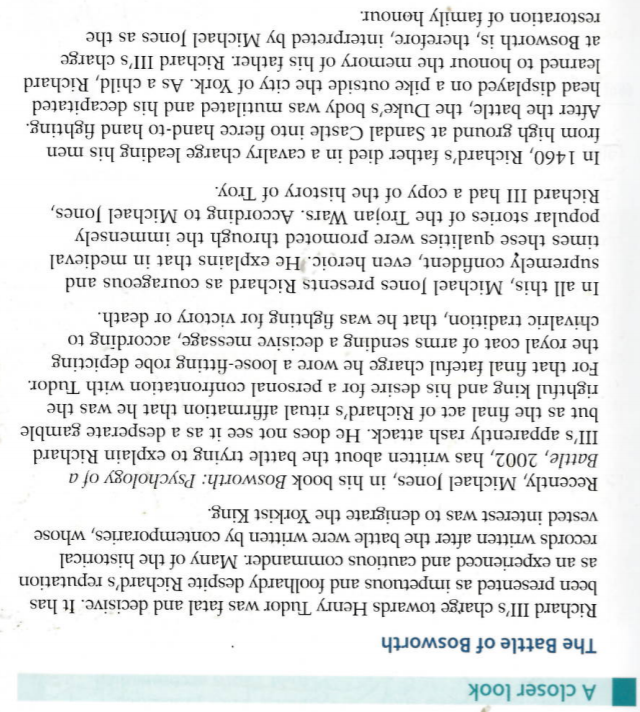 A closer look
The Battle of Bosworth
Richard III's charge towards Henry Tudor was fatal and decisive. It has
been presented as impetuous and foolhardy despite Richard's reputation
as an experienced and cautious commander. Many of the historical
records written after the battle were written by contemporaries, whose
vested interest was to denigrate the Yorkist King.
Recently, Michael Jones, in his book Bosworth: Psychology of a
Battle, 2002, has written about the battle trying to explain Richard
III's apparently rash attack. He does not see it as a desperate gamble
but as the final act of Richard's ritual affirmation that he was the
rightful king and his desire for a personal confrontation with Tudor.
For that final fateful charge he wore a loose-fitting robe depicting
the royal coat of arms sending a decisive message, according to
chivalric tradition, that he was fighting for victory or death.
In all this, Michael Jones presents Richard as courageous and
supremely confident, even heroic. He explains that in medieval
times these qualities were promoted through the immensely
popular stories of the Trojan Wars. According to Michael Jones,
Richard III had a copy of the history of Troy.
In 1460, Richard's father died in a cavalry charge leading his men
from high ground at Sandal Castle into fierce hand-to-hand fighting.
After the battle, the Duke's body was mutilated and his decapitated
head displayed on a pike outside the city of York. As a child, Richard
learned to honour the memory of his father. Richard III's charge
at Bosworth is, therefore, interpreted by Michael Jones as the
restoration of family honour.